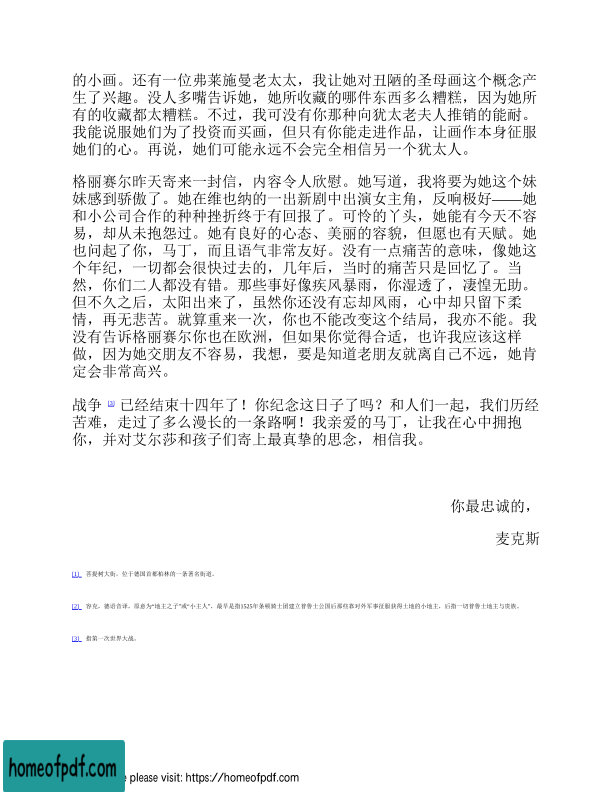 的小画。还有一位弗莱施曼老太太，我让她对丑陋的圣母画这个概念产
生了兴趣。没人多嘴告诉她，她所收藏的哪件东西多么糟糕，因为她所
有的收藏都太糟糕。不过，我可没有你那种向犹太老夫人推销的能耐。
我能说服她们为了投资而买画，但只有你能走进作品，让画作本身征服
她们的心。再说，她们可能永远不会完全相信另一个犹太人。
格丽赛尔昨天寄来一封信，内容令人欣慰。她写道，我将要为她这个妹
妹感到骄傲了。她在维也纳的一出新剧中出演女主角，反响极好——她
和小公司合作的种种挫折终于有回报了。可怜的丫头，她能有今天不容
易，却从未抱怨过。她有良好的心态、美丽的容貌，但愿也有天赋。她
也问起了你，马丁，而且语气非常友好。没有一点痛苦的意味，像她这
个年纪，一切都会很快过去的，几年后，当时的痛苦只是回忆了。当
然，你们二人都没有错。那些事好像疾风暴雨，你湿透了，凄惶无助。
但不久之后，太阳出来了，虽然你还没有忘却风雨，心中却只留下柔
情，再无悲苦。就算重来一次，你也不能改变这个结局，我亦不能。我
没有告诉格丽赛尔你也在欧洲，但如果你觉得合适，也许我应该这样
做，因为她交朋友不容易，我想，要是知道老朋友就离自己不远，她肯
定会非常高兴。
战争 [3] 已经结束十四年了！你纪念这日子了吗？和人们一起，我们历经
苦难，走过了多么漫长的一条路啊！我亲爱的马丁，让我在心中拥抱
你，并对艾尔莎和孩子们寄上最真挚的思念，相信我。
你最忠诚的，
麦克斯
[1] 菩提树大街，位于德国首都柏林的一条著名街道。
[2] 容克，德语音译，原意为“地主之子”或“小主人”，最早是指1525年条顿骑士团建立普鲁士公国后那些靠对外军事征服获得土地的小地主，后指一切普鲁士地主与贵族。
[3] 指第一次世界大战。
homeofpdf.com
e please visit: https://homeofpdf.com